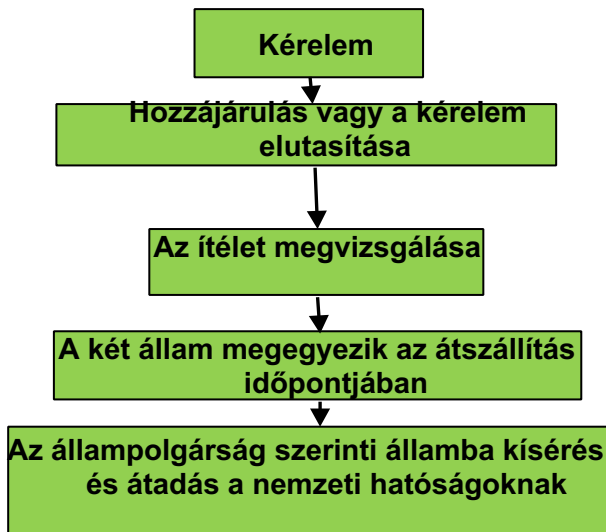 Kérelem
Hozzájárulás vagy a kérelem
elutasítása
Az ítélet megvizsgálása
A két állam megegyezik az átszállítás
időpontjában
Az állampolgárság szerinti államba kísérés
és átadás a nemzeti hatóságoknak